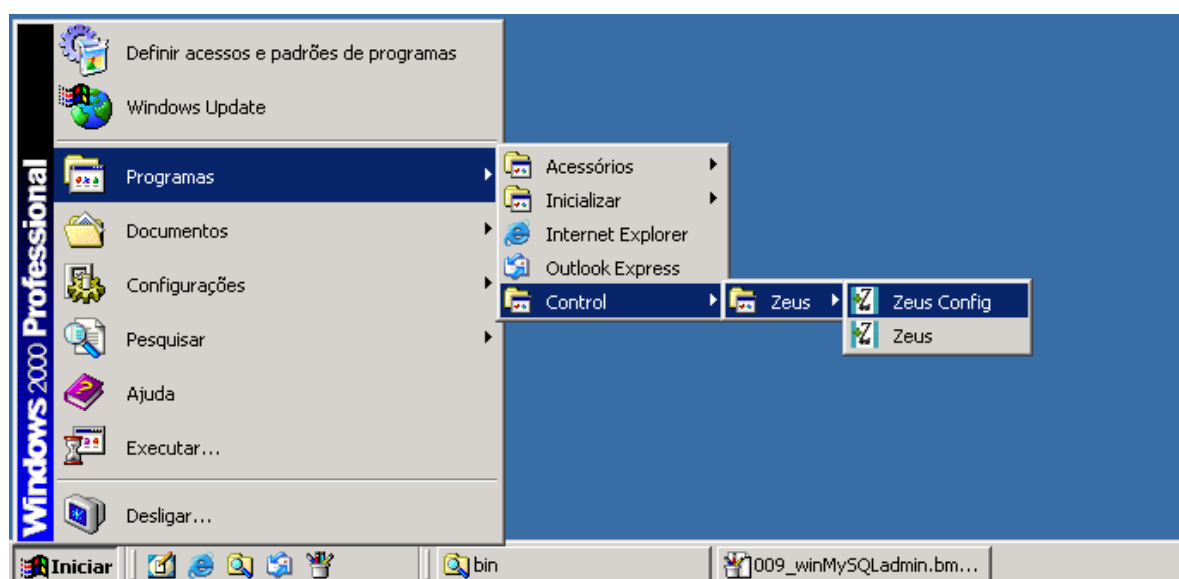 Windows 2000 Professional
Definir acessos e padrões de programas
Windows Update
Programas
Documentos
Configurações
Pesquisar
Ajuda
Executar...
Desligar...
Acessórios
Inicializar
Internet Explorer
Outlook Express
Control
Zeus
Zeus Config
Zeus
Iniciar
bin
009_winMySQLadmin.bm...